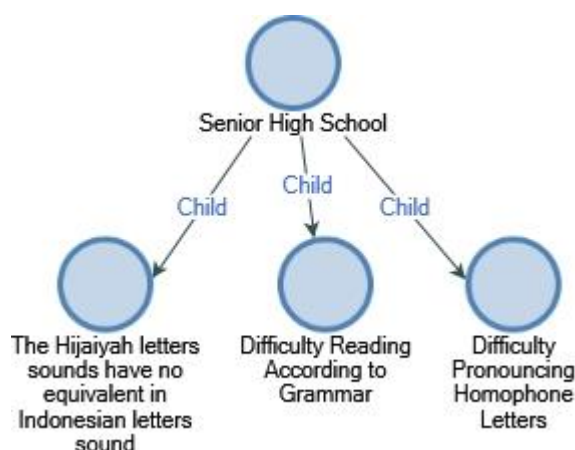 Senior High School
Child
Child
Child
The Hijaiyah letters
sounds have no
equivalent in
Indonesian letters
sound
Difficulty Reading
According to
Grammar
Difficulty
Pronouncing
Homophone
Letters